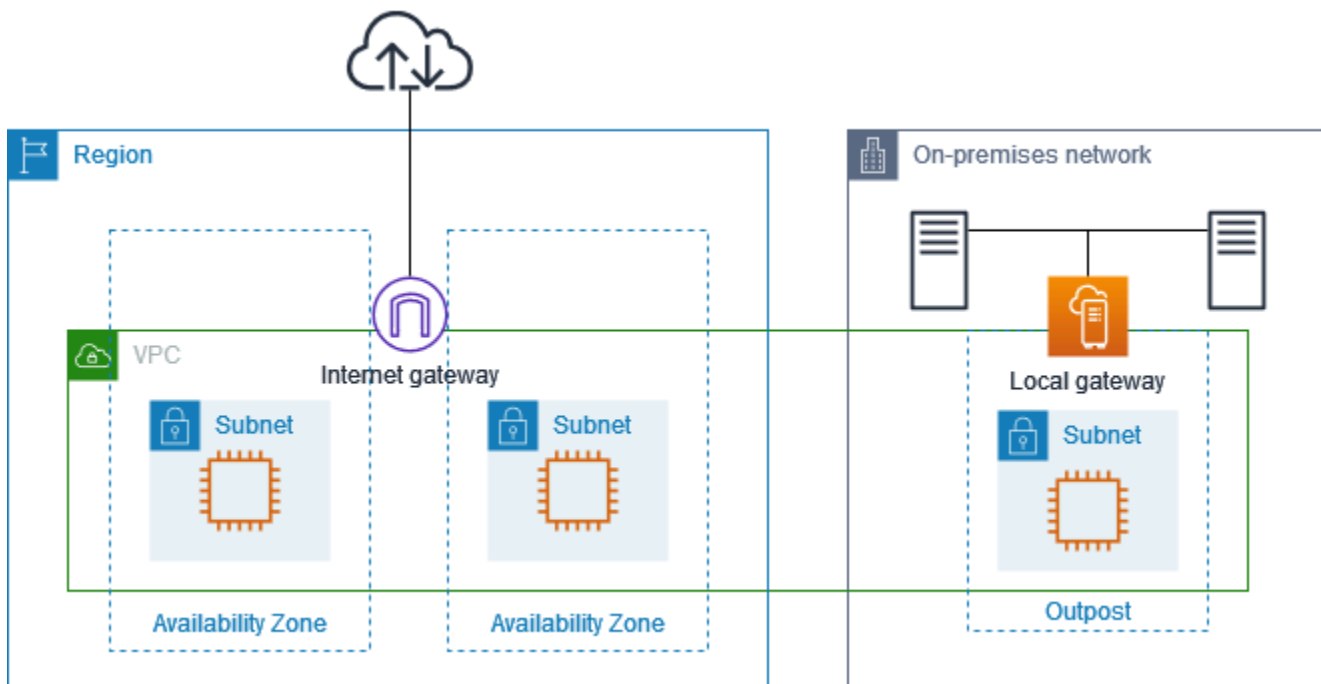 Region
On-premises network
VPC
Internet gateway
Local gateway
Subnet
Subnet
Subnet
Availability Zone
Availability Zone
Outpost